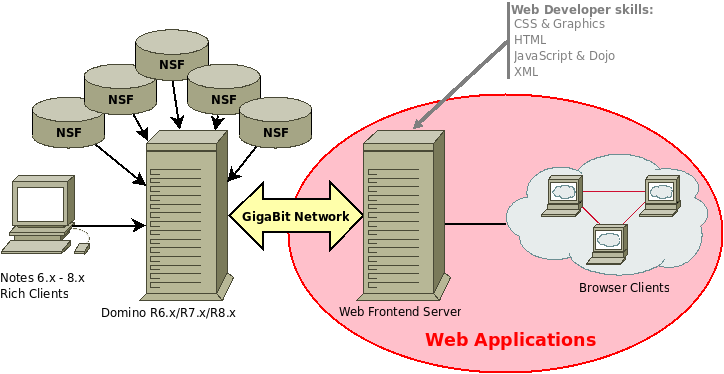 Web Developer skills:
CSS & Graphics
HTML
JavaScript & Dojo
XML
NSF
NSF
NSF
NSF
NSF
GigaBit Network
Notes 6.x - 8.x
Rich Clients
Domino R6.x/R7.x/R8.x
Web Frontend Server
Browser Clients
Web Applications